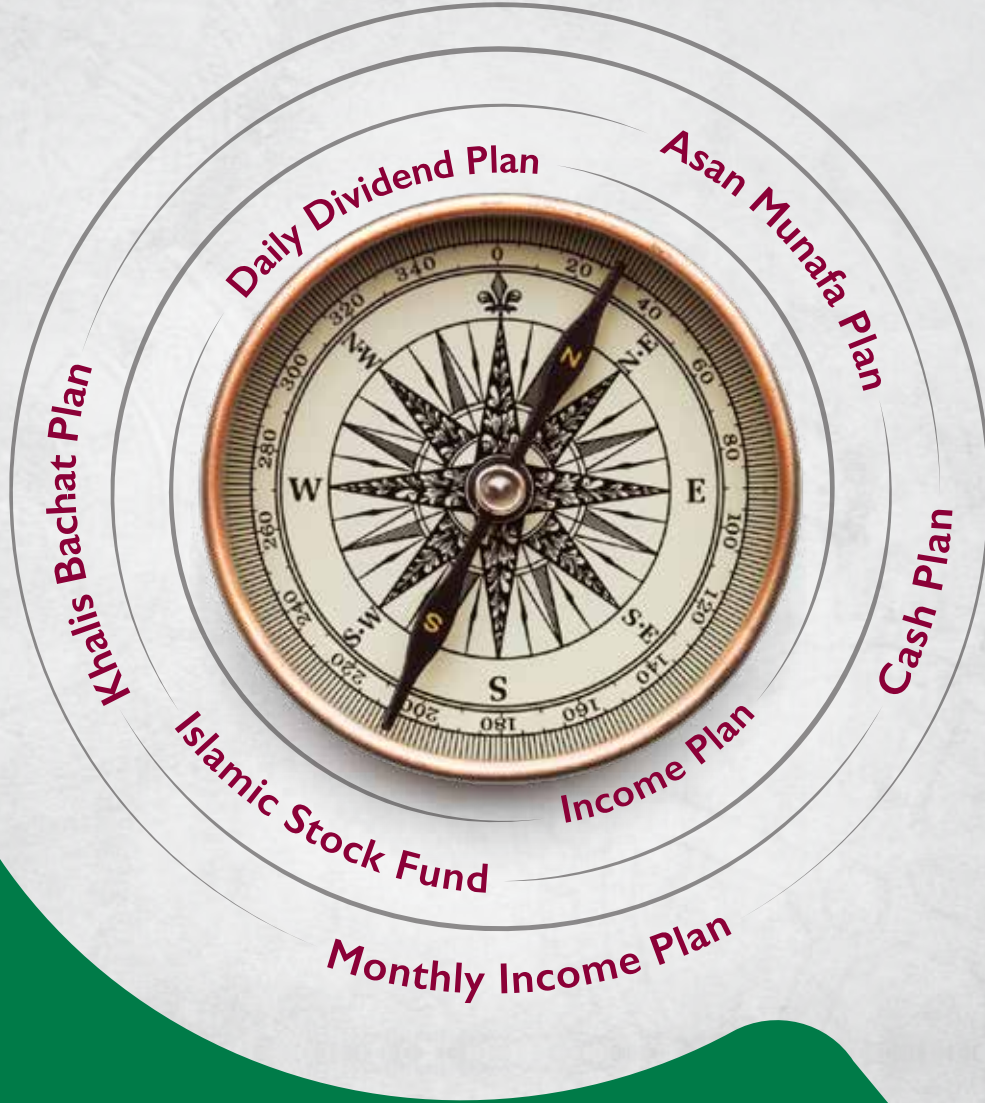 Daily Dividend Plan
Asan Munafa Plan
Khalis Bachat Plan
Cash Plan
Income Plan
Islamic Stock Fund
Monthly Income Plan
0
20
40
60
80
100
120
140
160
180
200
220
240
260
280
300
320
340
N·W
N·E
W
E
S·W
S·E
S
N
S